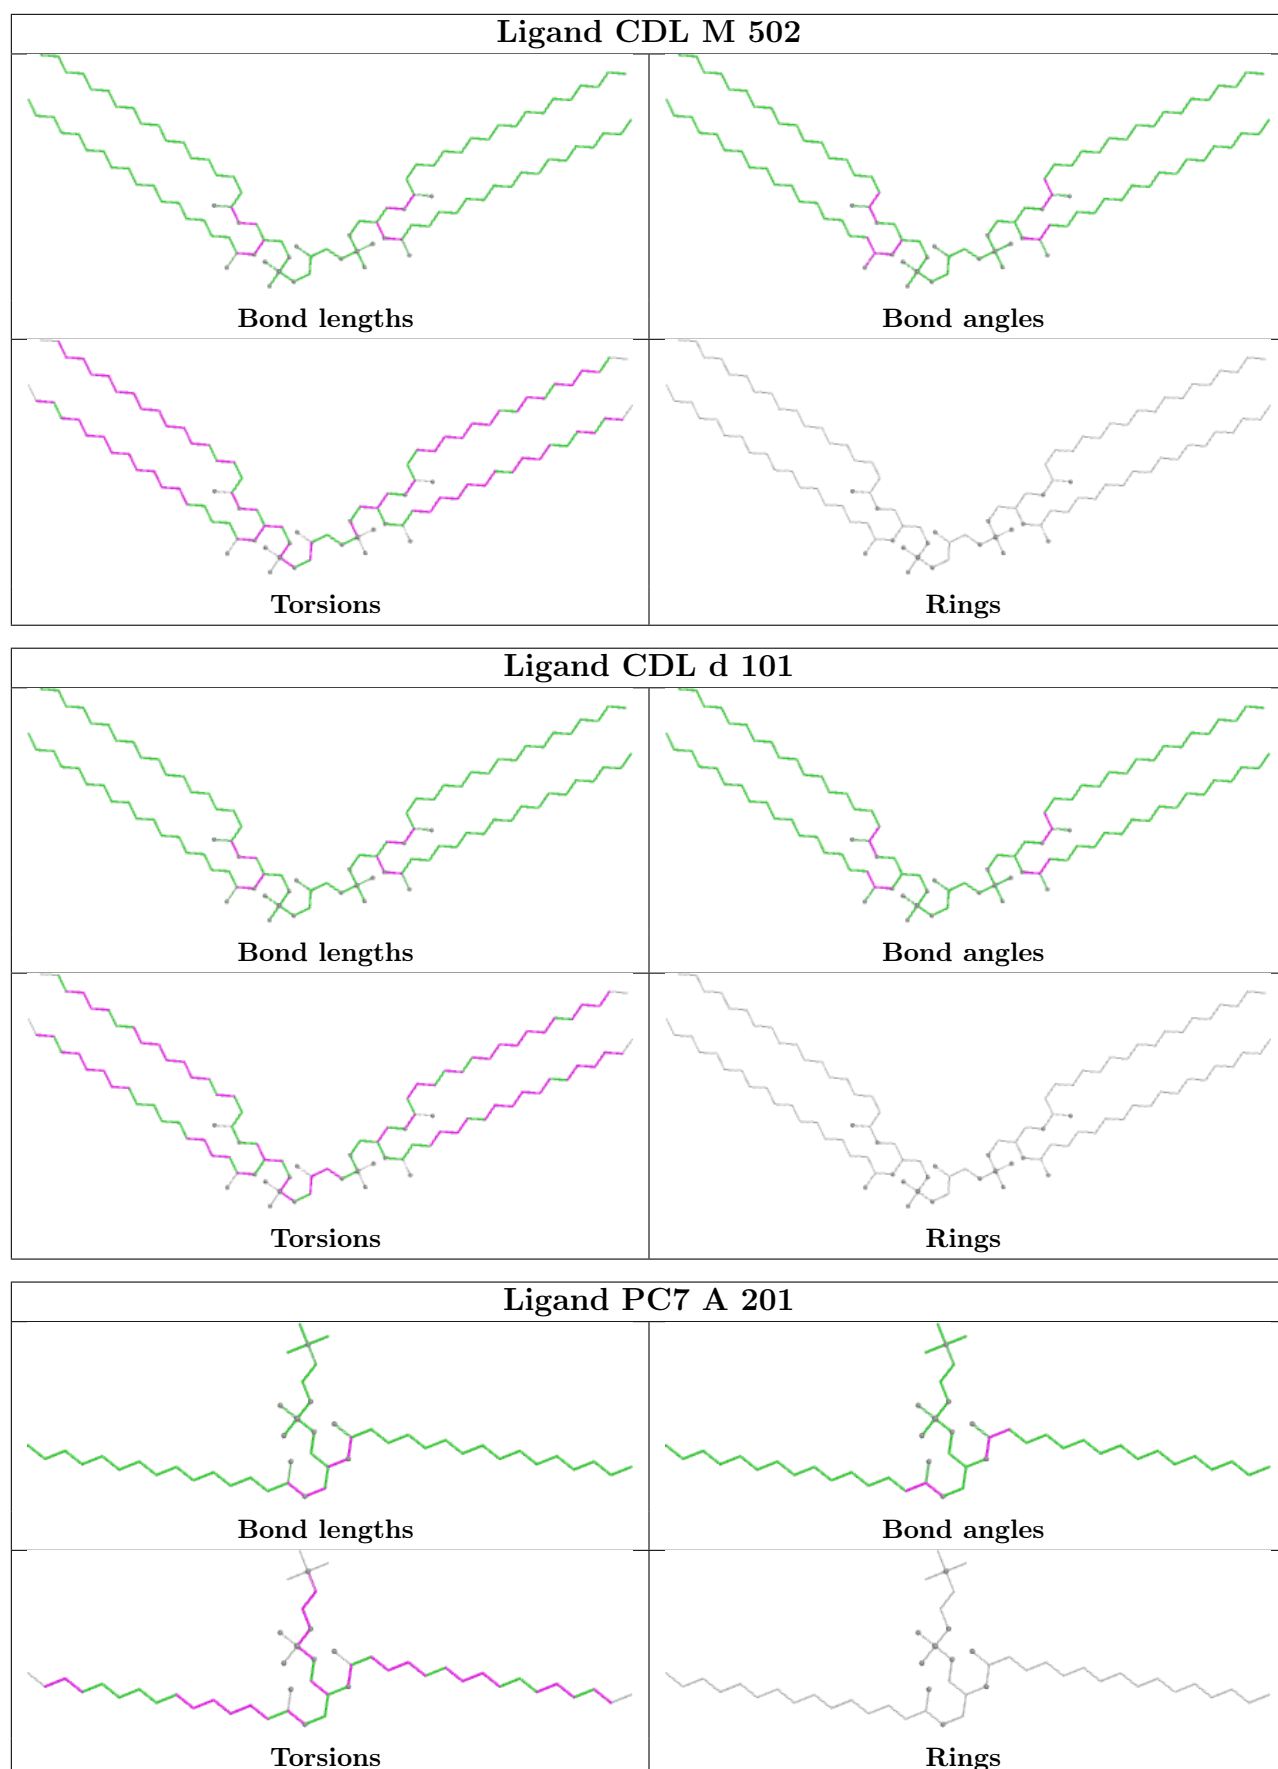 Ligand CDL M 502
Bond lengths
Bond angles
Torsions
Rings
Ligand CDL d 101
Bond lengths
Bond angles
Torsions
Rings
Ligand PC7 A 201
Bond lengths
Bond angles
Torsions
Rings